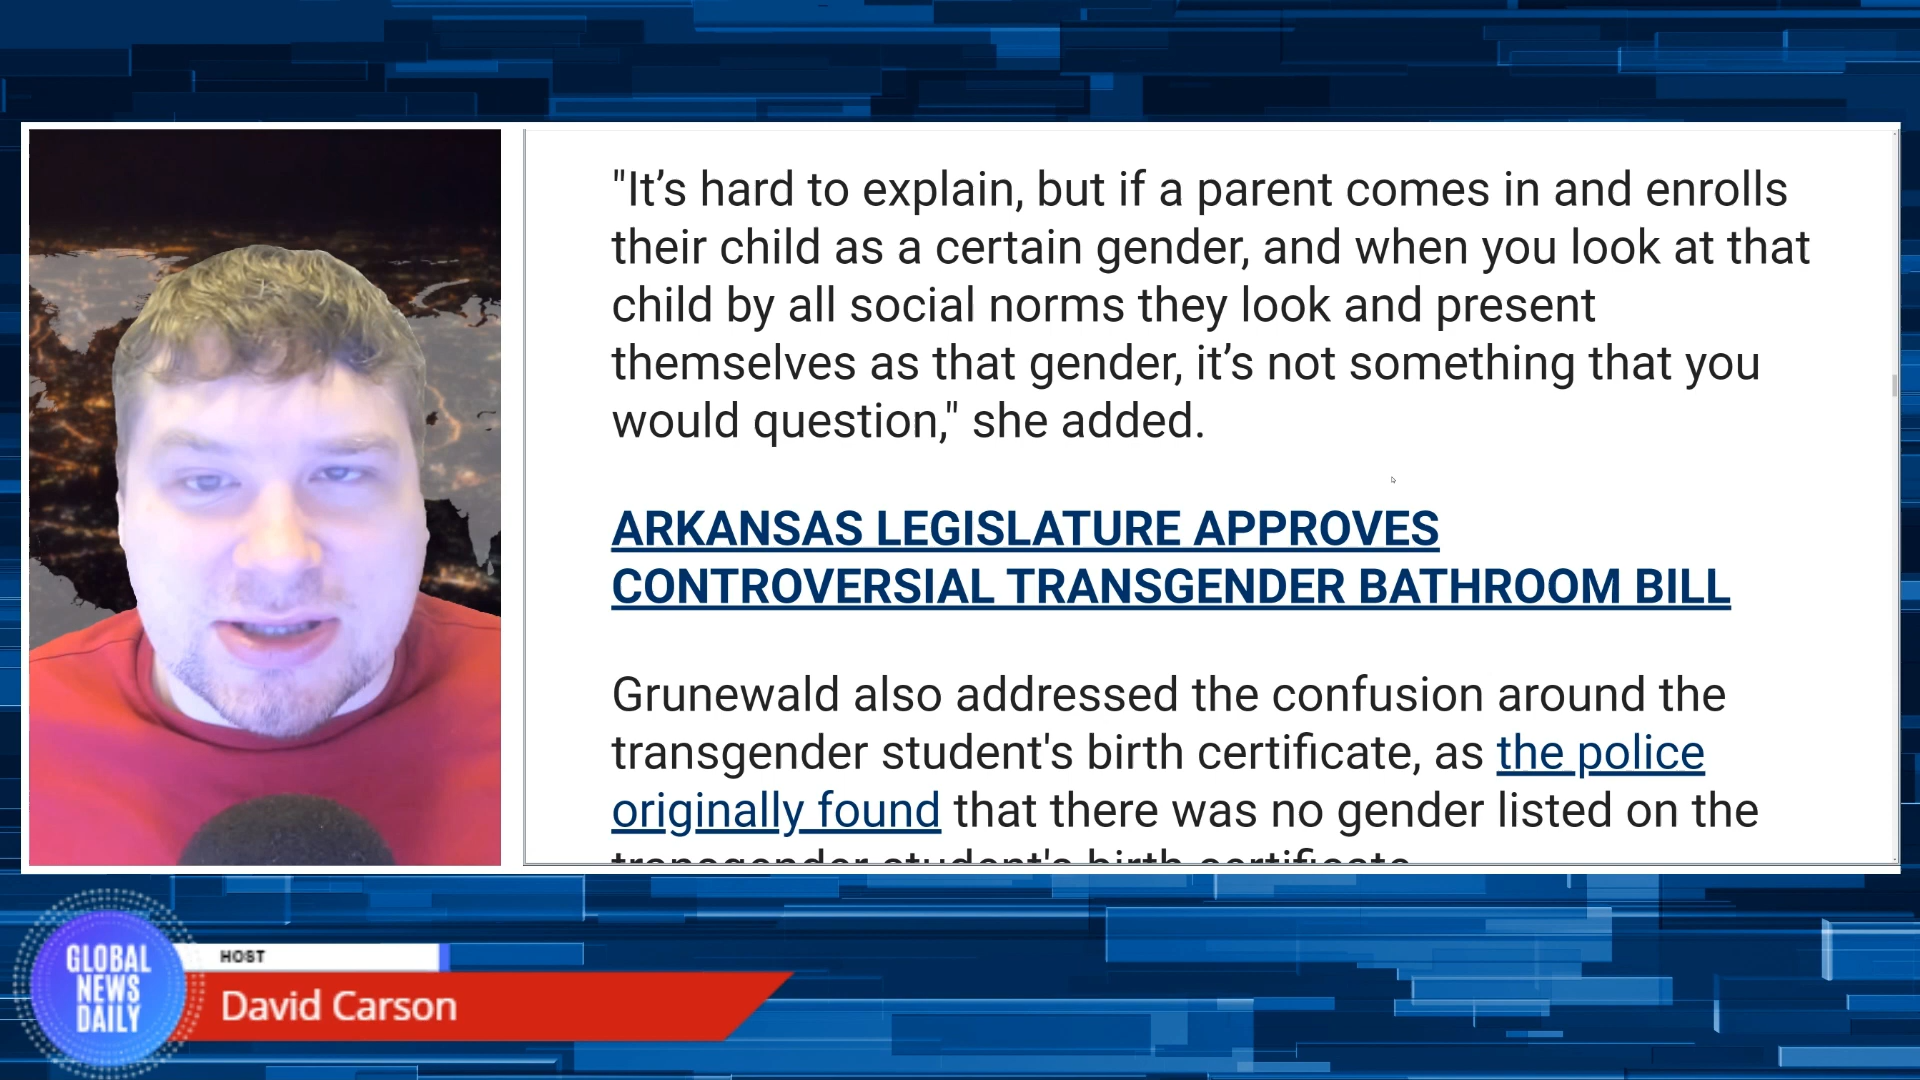 "It’s hard to explain, but if a parent comes in and enrolls
their child as a certain gender, and when you look at that
child by all social norms they look and present
themselves as that gender, it’s not something that you
would question," she added.
ARKANSAS LEGISLATURE APPROVES
CONTROVERSIAL TRANSGENDER BATHROOM BILL
Grunewald also addressed the confusion around the
transgender student's birth certificate, as the police
originally found that there was no gender listed on the
transgender student's birth certificate
GLOBAL
NEWS
DAILY
HOST
David Carson